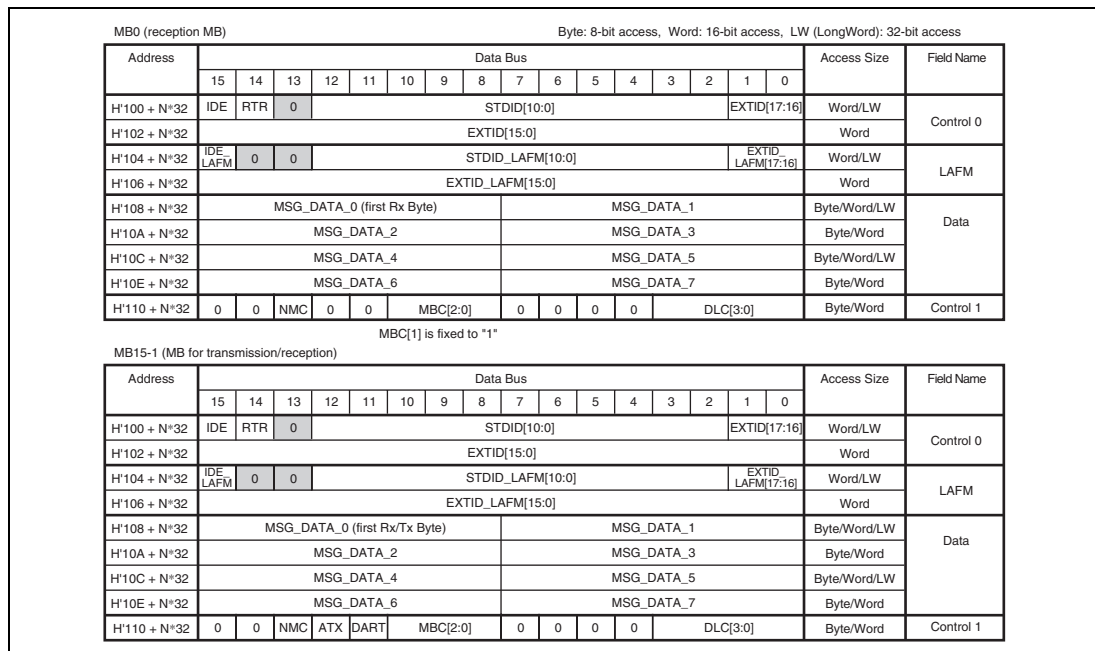 MB0 (reception MB) Byte: 8-bit access, Word: 16-bit access, LW (LongWord): 32-bit access
Address Data Bus Access Size Field Name
15 14 13 12 11 10 9 8 7 6 5 4 3 2 1 0
H'100 + N*32 IDE RTR 0 STDID[10:0] EXTID[17:16] Word/LW Control 0
H'102 + N*32 EXTID[15:0] Word
H'104 + N*32 IDE_LAFM 0 0 STDID_LAFM[10:0] EXTID_LAFM[17:16] Word/LW LAFM
H'106 + N*32 EXTID_LAFM[15:0] Word
H'108 + N*32 MSG_DATA_0 (first Rx Byte) MSG_DATA_1 Byte/Word/LW Data
H'10A + N*32 MSG_DATA_2 MSG_DATA_3 Byte/Word
H'10C + N*32 MSG_DATA_4 MSG_DATA_5 Byte/Word/LW
H'10E + N*32 MSG_DATA_6 MSG_DATA_7 Byte/Word
H'110 + N*32 0 0 NMC 0 0 MBC[2:0] 0 0 0 0 DLC[3:0] Byte/Word Control 1
MBC[1] is fixed to "1"
MB15-1 (MB for transmission/reception)
Address Data Bus Access Size Field Name
15 14 13 12 11 10 9 8 7 6 5 4 3 2 1 0
H'100 + N*32 IDE RTR 0 STDID[10:0] EXTID[17:16] Word/LW Control 0
H'102 + N*32 EXTID[15:0] Word
H'104 + N*32 IDE_LAFM 0 0 STDID_LAFM[10:0] EXTID_LAFM[17:16] Word/LW LAFM
H'106 + N*32 EXTID_LAFM[15:0] Word
H'108 + N*32 MSG_DATA_0 (first Rx/Tx Byte) MSG_DATA_1 Byte/Word/LW Data
H'10A + N*32 MSG_DATA_2 MSG_DATA_3 Byte/Word
H'10C + N*32 MSG_DATA_4 MSG_DATA_5 Byte/Word/LW
H'10E + N*32 MSG_DATA_6 MSG_DATA_7 Byte/Word
H'110 + N*32 0 0 NMC ATX DART MBC[2:0] 0 0 0 0 DLC[3:0] Byte/Word Control 1